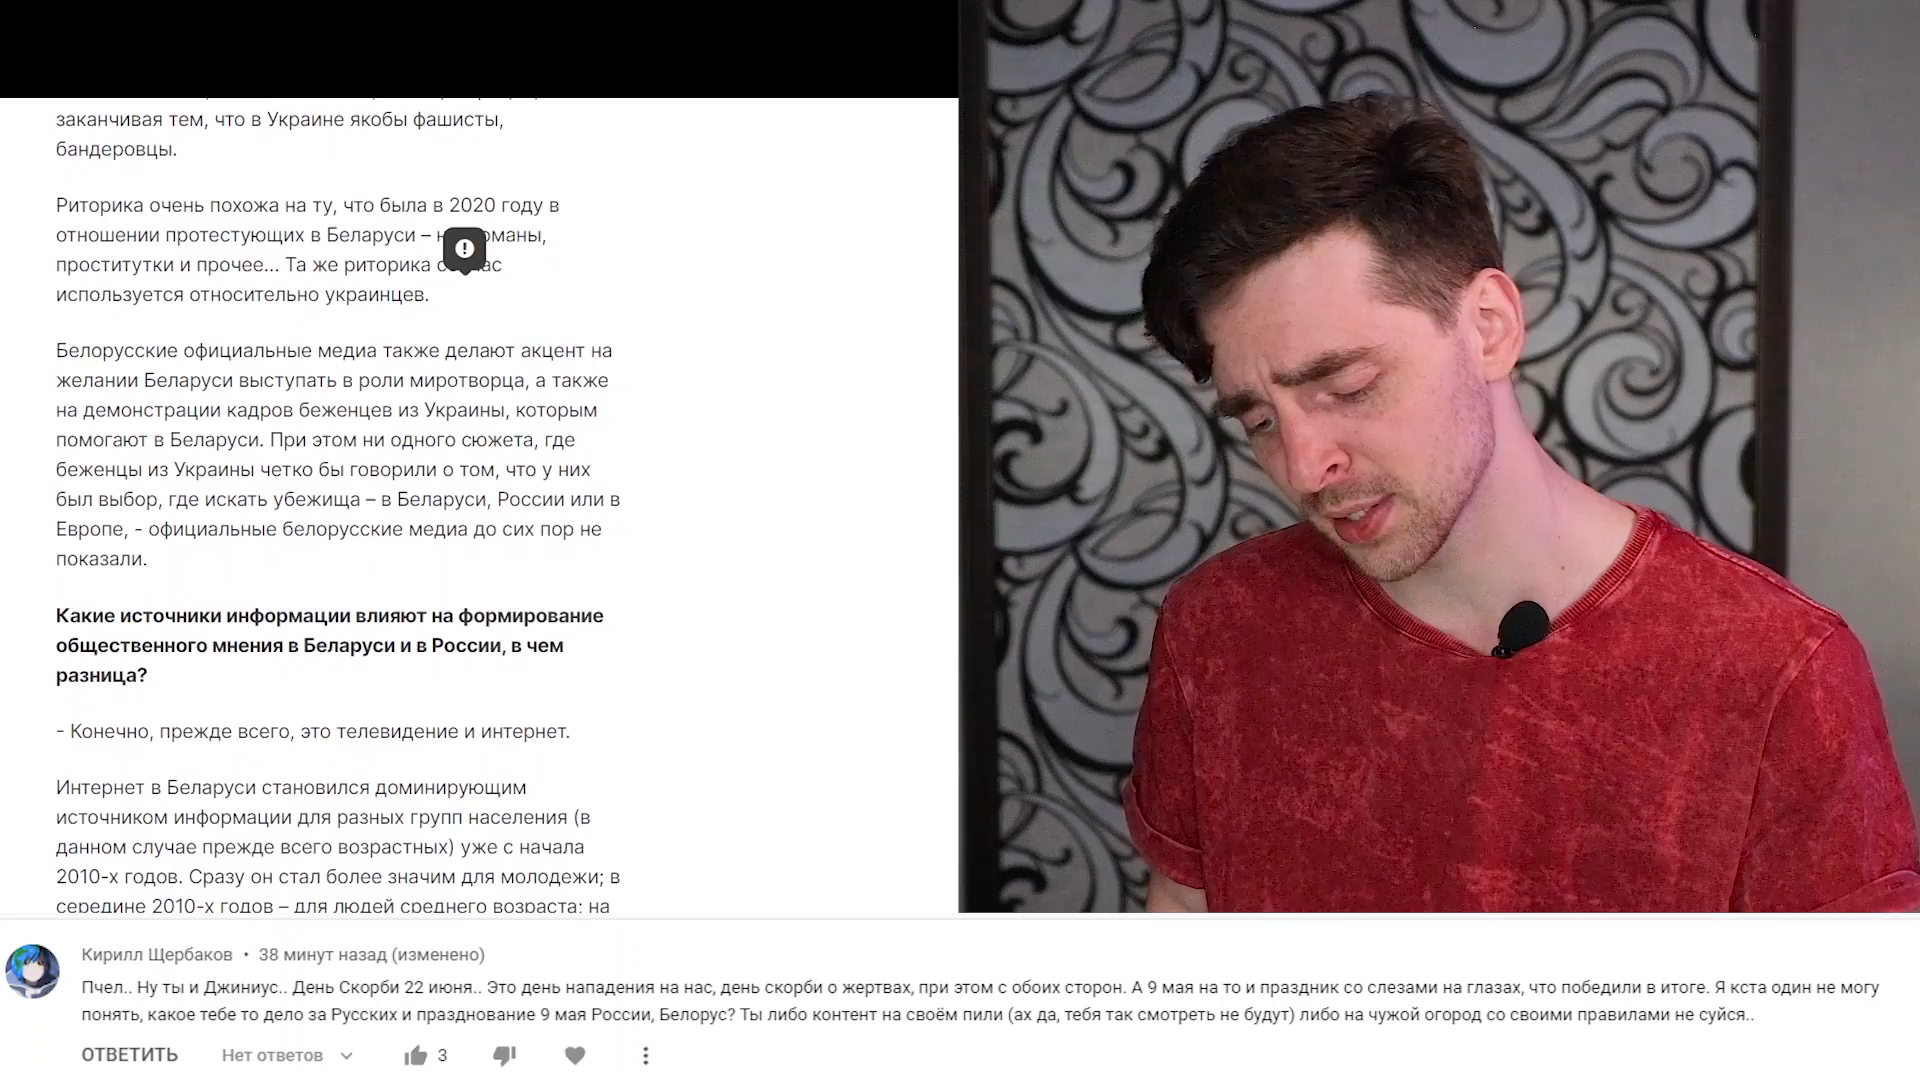 заканчивая тем, что в Украине якобы фашисты,
бандеровцы.
Риторика очень похожа на ту, что была в 2020 году в
отношении протестующих в Беларуси –
проститутки и прочее... Та же риторика
используется относительно украинцев.
Белорусские официальные медиа также делают акцент на
желании Беларуси выступать в роли миротворца, а также
на демонстрации кадров беженцев из Украины, которым
помогают в Беларуси. При этом ни одного сюжета, где
беженцы из Украины четко бы говорили о том, что у них
был выбор, где искать убежища – в Беларуси, России или в
Европе, - официальные белорусские медиа до сих пор не
показали.
Какие источники информации влияют на формирование
общественного мнения в Беларуси и в России, в чем
разница?
- Конечно, прежде всего, это телевидение и интернет.
Интернет в Беларуси становился доминирующим
источником информации для разных групп населения (в
данном случае прежде всего возрастных) уже с начала
2010-х годов. Сразу он стал более значим для молодежи; в
середине 2010-х годов – для людей среднего возраста; на
Кирилл Щербаков • 38 минут назад (изменено)
Пчел.. Ну ты и Джиниус.. День Скорби 22 июня.. Это день нападения на нас, день скорби о жертвах, при этом с обоих сторон. А 9 мая на то и праздник со слезами на глазах, что победили в итоге. Я кста один не могу
понять, какое тебе то дело за Русских и празднование 9 мая России, Белорус? Ты либо контент на своём пили (ах да, тебя так смотреть не будут) либо на чужой огород со своими правилами не суйся..
ОТВЕТИТЬ Нет ответов 3